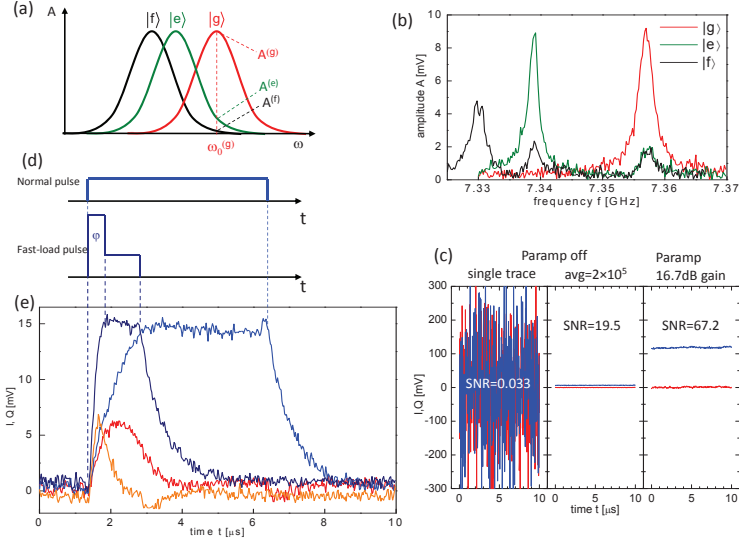 (a)
A
|f⟩ |e⟩ |g⟩
A(g)
A(e)
A(f)
ω0(g)
ω
(b)
|g⟩
|e⟩
|f⟩
amplitude A [mV]
10
8
6
4
2
0
7.33 7.34 7.35 7.36 7.37
frequency f [GHz]
(d)
Normal pulse
t
φ
Fast-load pulse
t
(c)
Paramp off
single trace avg=2×10⁵
Paramp
16.7dB gain
SNR=0.033
SNR=19.5
SNR=67.2
I,Q [mV]
300
200
100
0
-100
-200
-300
0 5 10 0 5 10 0 5 10
time t [μs]
(e)
I, Q [mV]
15
10
5
0
0 2 4 6 8 10
time t [μs]